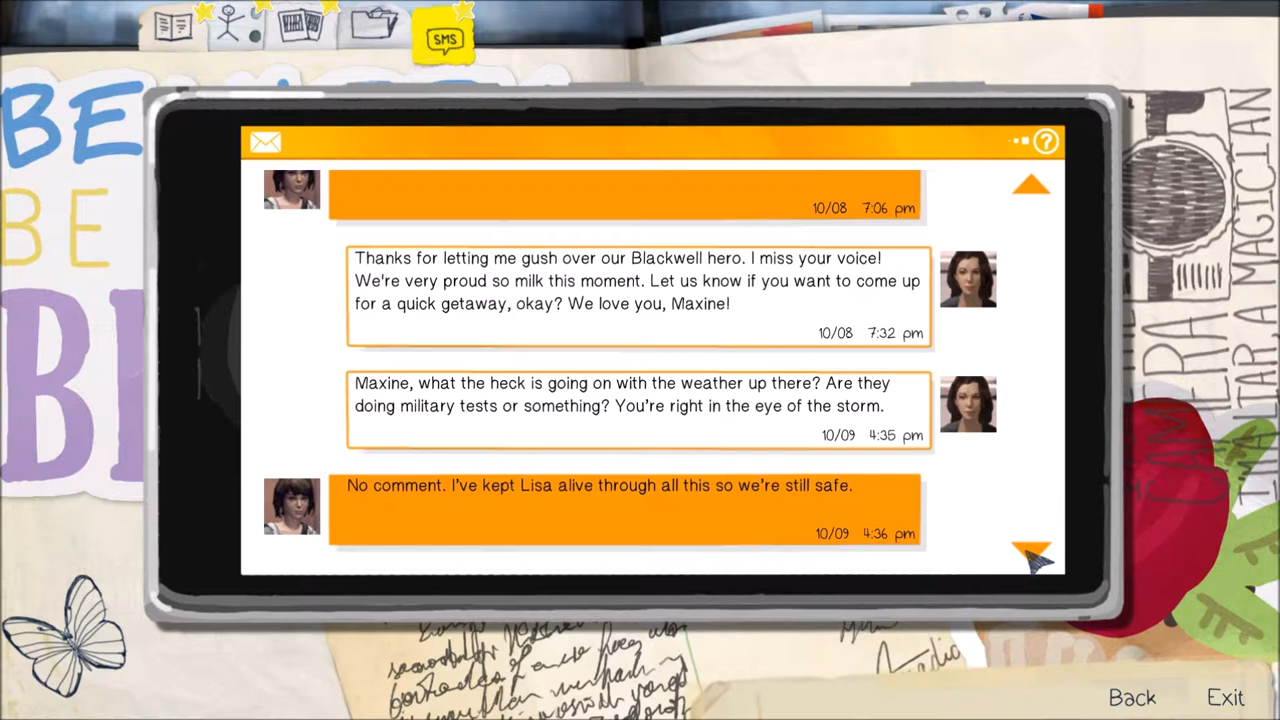 SMS
10/08 7:06 pm
Thanks for letting me gush over our Blackwell hero. I miss your voice!
We're very proud so milk this moment. Let us know if you want to come up
for a quick getaway, okay? We love you, Maxine!
10/08 7:32 pm
Maxine, what the heck is going on with the weather up there? Are they
doing military tests or something? You're right in the eye of the storm.
10/09 4:35 pm
No comment. I've kept Lisa alive through all this so we're still safe.
10/09 4:36 pm
BE
BE
CAMERA
MAGICIAN
Back Exit